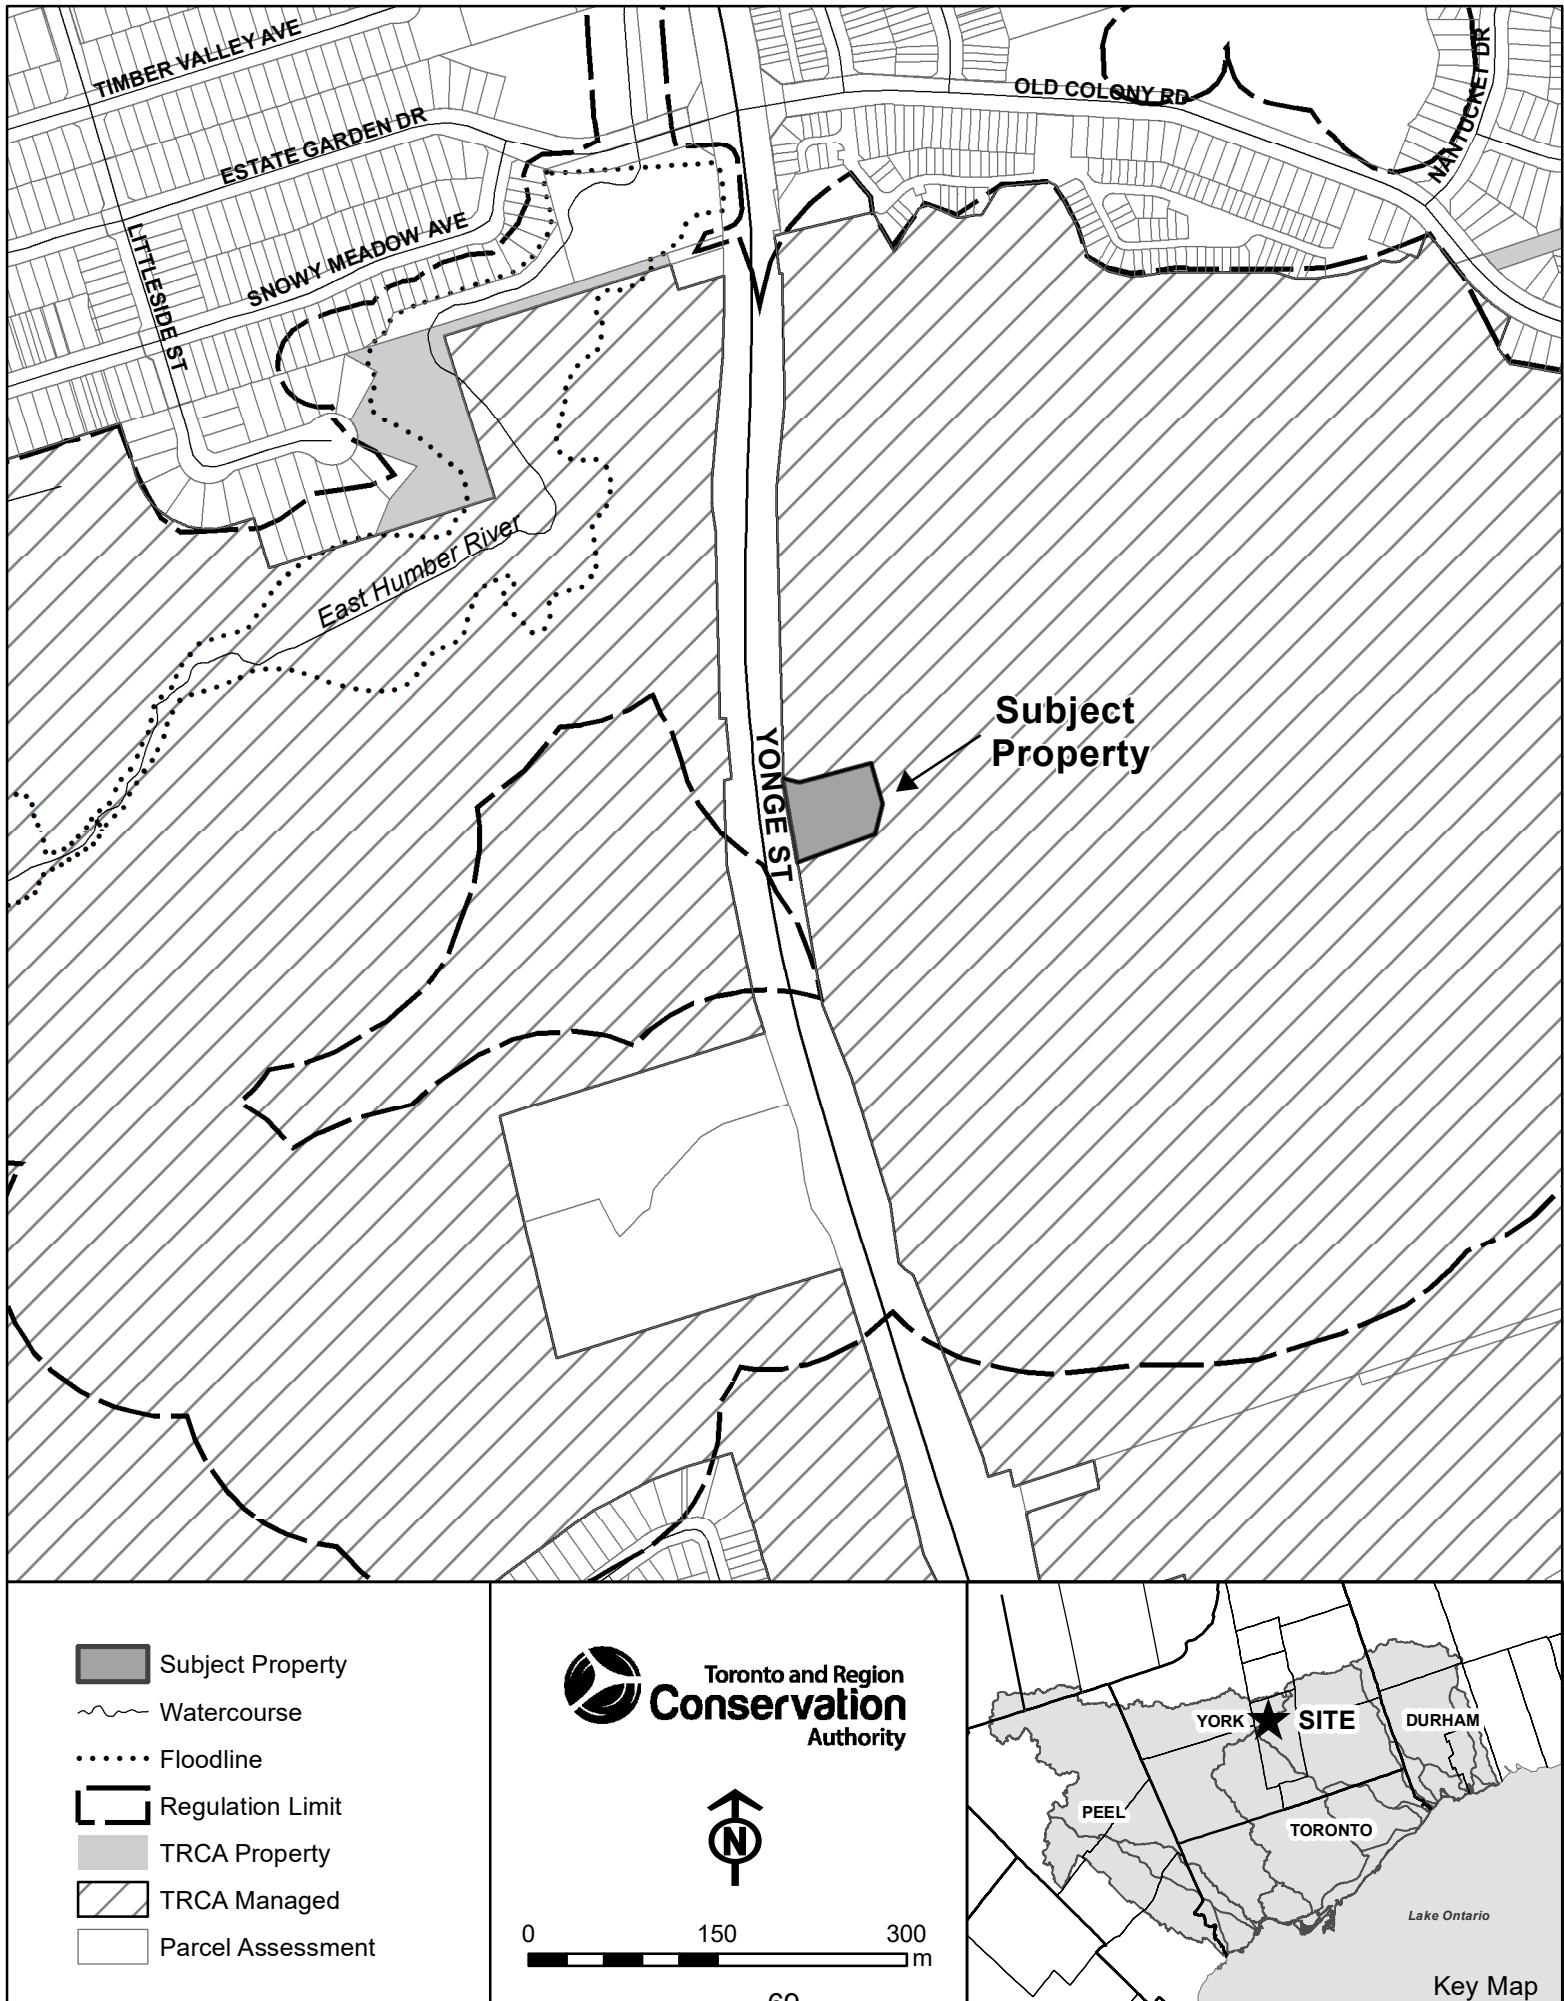 TIMBER VALLEY AVE
OLD COLONY RD
NANTUCKET DR
ESTATE GARDEN DR
SNOWY MEADOW AVE
LITTLESIDE ST
East Humber River
Subject
Property
YONGE ST
Subject Property
Watercourse
Floodline
Regulation Limit
TRCA Property
TRCA Managed
Parcel Assessment
Toronto and Region
Conservation
Authority
N
0 150 300
m
YORK
SITE
DURHAM
PEEL
TORONTO
Lake Ontario
Key Map